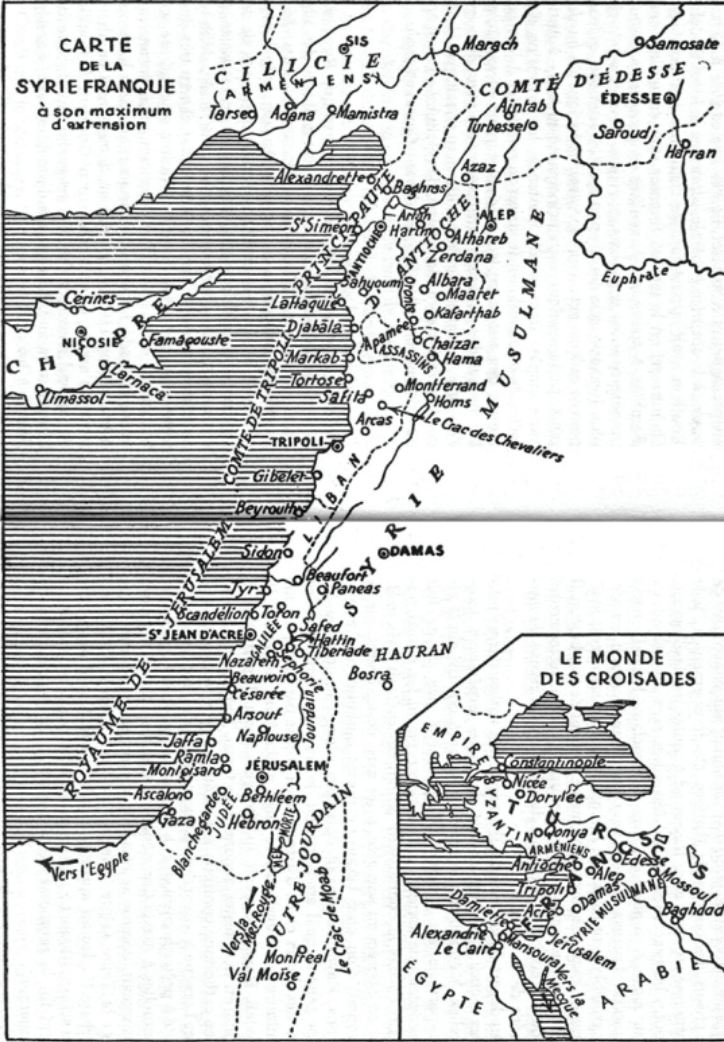 CARTE
DE LA
SYRIE FRANQUE
à son maximum
d'extension
CILICIE
(ARMÉNIENS)
SIS
Marach
Samosate
Tarse
Adana
Mamistra
COMTÉ D'ÉDESSE
Aintab
Turbessel
ÉDESSE
Saroudj
Harran
Euphrate
Alexandrette
Baghras
Azaz
PRINCIPAUTÉ
D'ANTIOCHE
St Siméon
ANTIOCHE
Artah
Harim
ALEP
Athareb
Zerdana
Sahyoum
Albara
Maaret
Oronte
Kafarthab
Lattaquié
Djabala
Apamée
Chaizar
ASSASSINS
Hama
Markab
Tortose
Safita
Montferrand
Homs
Le Crac des Chevaliers
Arcas
COMTÉ DE TRIPOLI
TRIPOLI
Gibelet
Beyrouth
LIBAN
SYRIE MUSULMANE
Cérines
NICOSIE
Famagouste
CHYPRE
Larnaca
Limassol
Sidon
DAMAS
Beaufort
Tyr
Paneas
ROYAUME DE JÉRUSALEM
Scandélion
Toron
St JEAN D'ACRE
Safed
GALILÉE
Hattin
Tibériade
HAURAN
Nazareth
Sephorie
Bosra
Beauvoir
Césarée
Jourdain
Arsouf
Naplouse
Jaffa
Ramla
Montgisard
JÉRUSALEM
Ascalon
Bethléem
Gaza
Blanchegarde
JUDÉE
Hébron
MER MORTE
Vers l'Egypte
Vers la
Mer Rouge
OUTRE-JOURDAIN
Le Crac de Moab
Montréal
Val Moïse
LE MONDE
DES CROISADES
EMPIRE
BYZANTIN
Constantinople
Nicée
Dorylée
TURCS
Qonya
ARMÉNIENS
Antioche
Edesse
Alep
Mossoul
FRANCS
Tripoli
SYRIE MUSULMANE
Damas
Baghdad
Acre
Damiette
Jérusalem
Alexandrie
Le Caire
Mansoura
Vers la
Mecque
ÉGYPTE
ARABIE